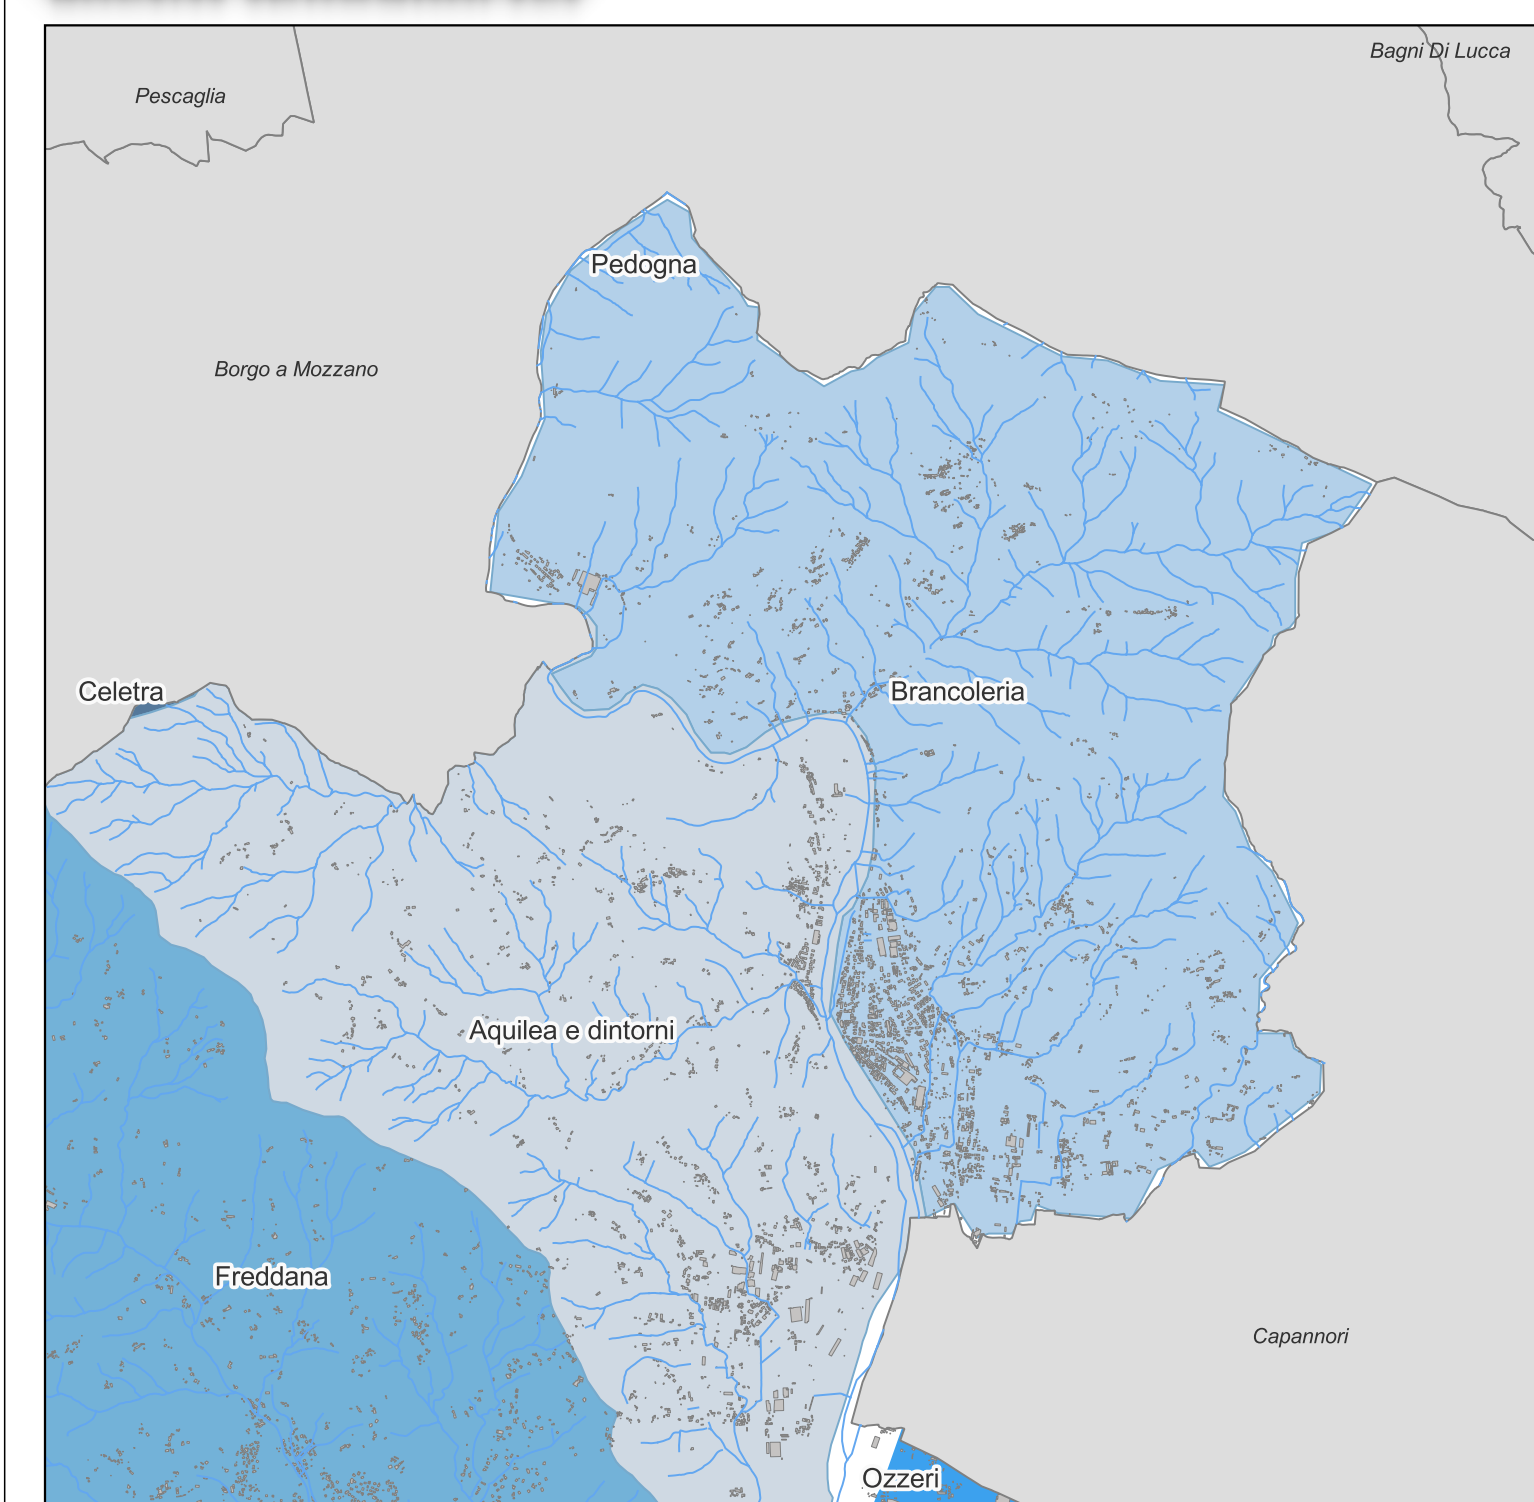 Bagni Di Lucca
Pescaglia
Pedogna
Borgo a Mozzano
Celetra
Brancoleria
Aquilea e dintorni
Freddana
Capannori
Ozzeri